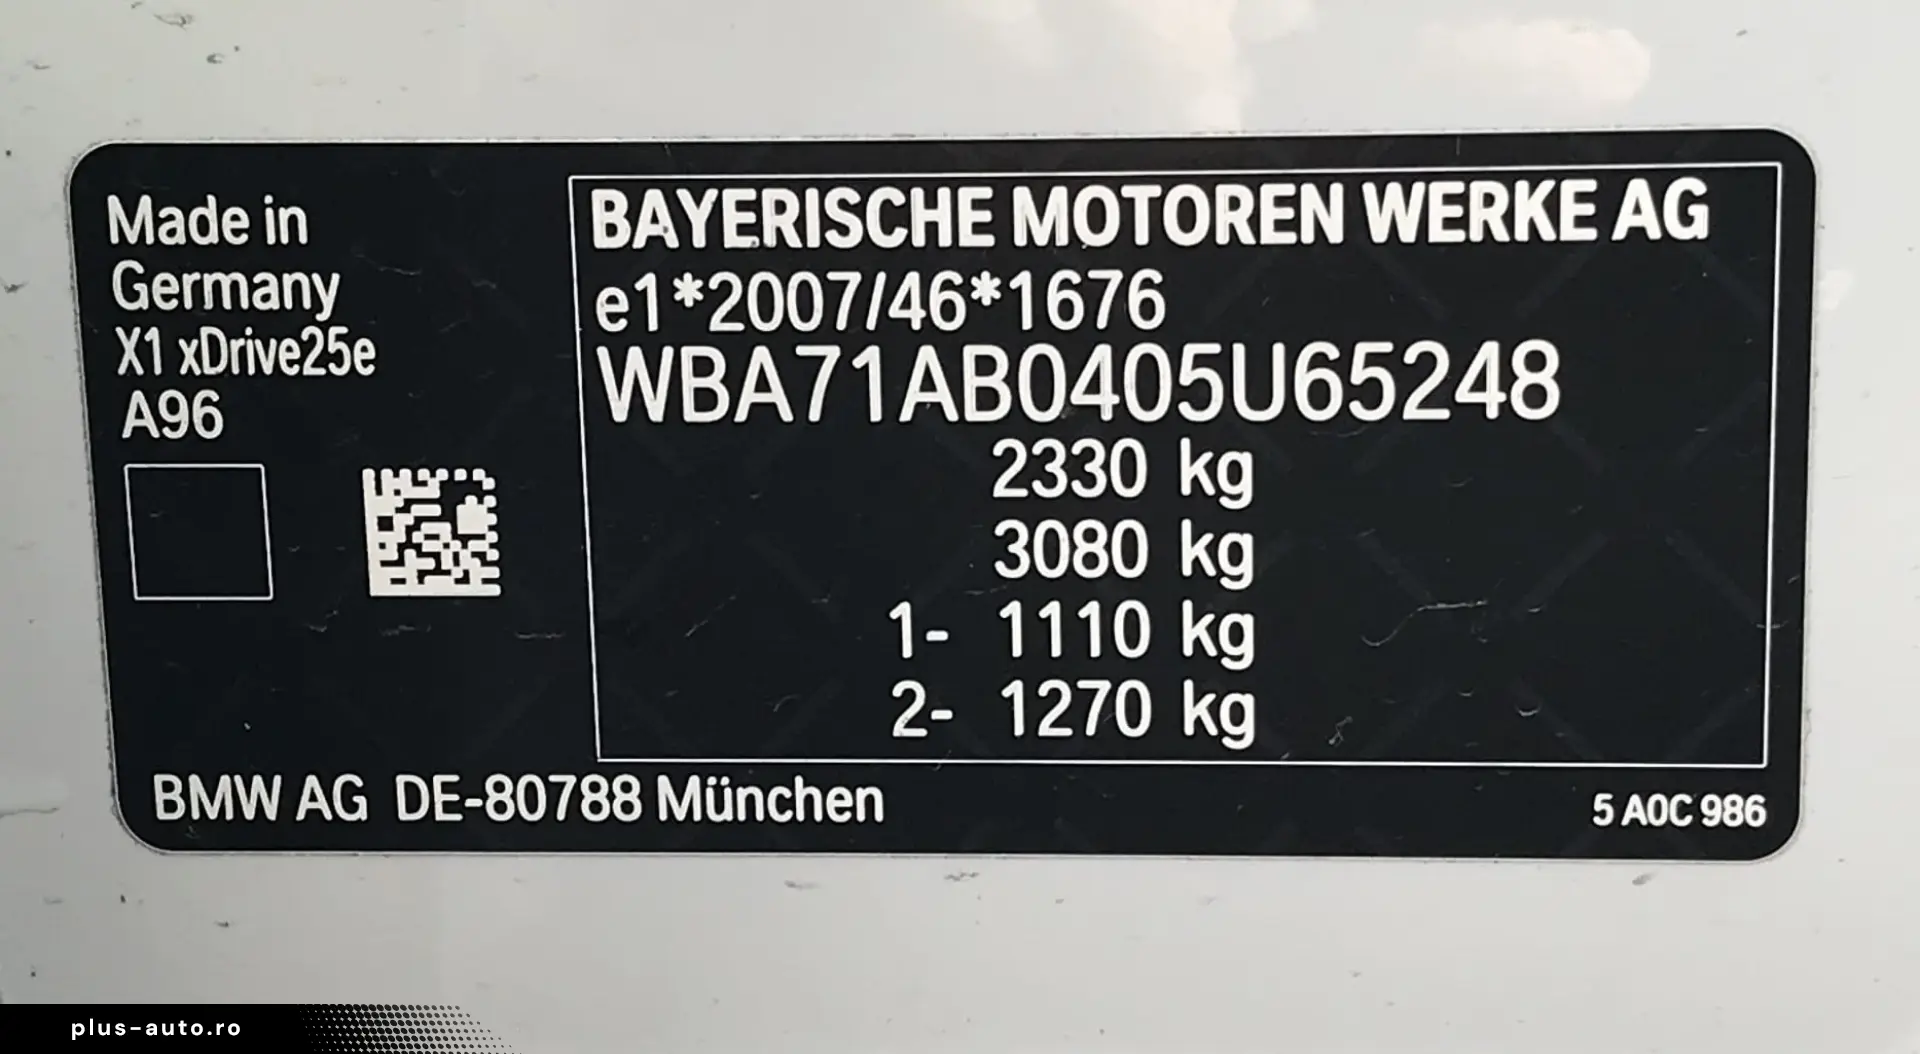 Made in
Germany
X1 xDrive25e
A96
BAYERISCHE MOTOREN WERKE AG
e1*2007/46*1676
WBA71AB0405U65248
2330 kg
3080 kg
1- 1110 kg
2- 1270 kg
BMW AG DE-80788 München
5 A0C 986
plus-auto.ro